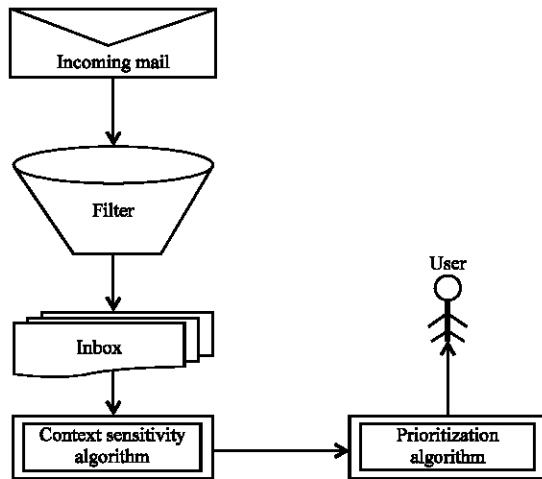 Incoming mail
Filter
Inbox
Context sensitivity
algorithm
User
Prioritization
algorithm